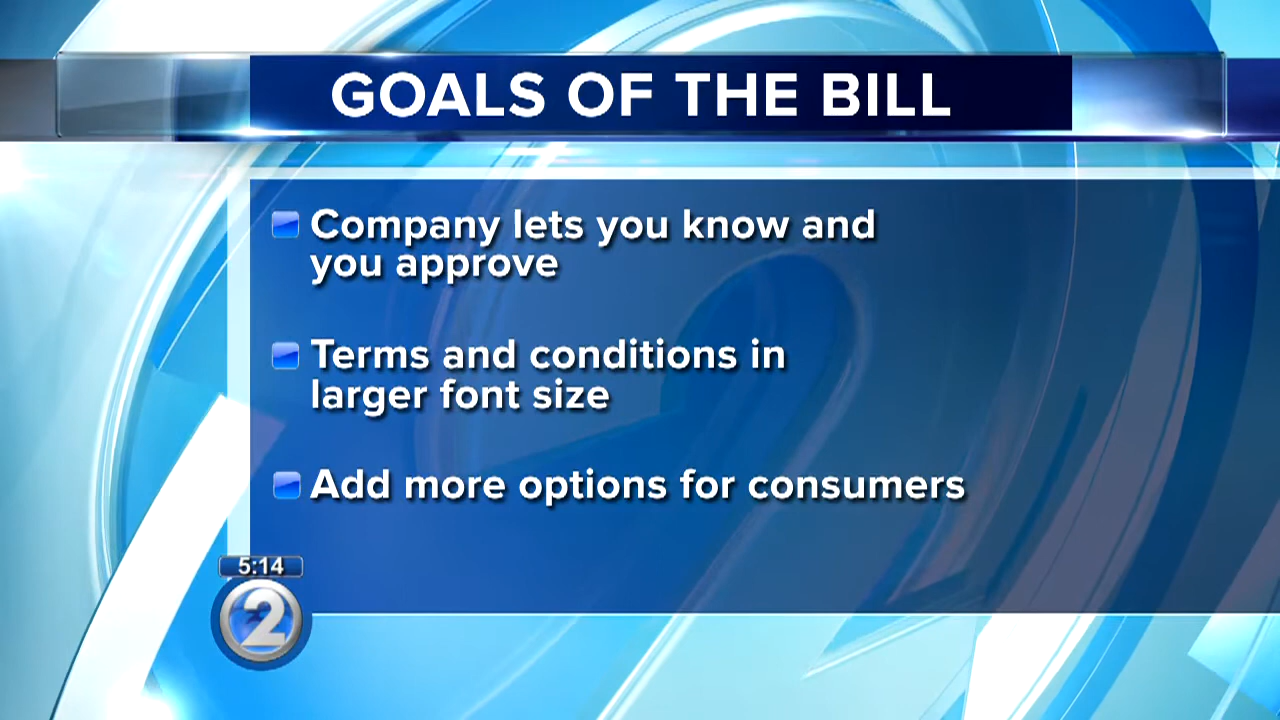 GOALS OF THE BILL
Company lets you know and
you approve
Terms and conditions in
larger font size
Add more options for consumers
5:14
2